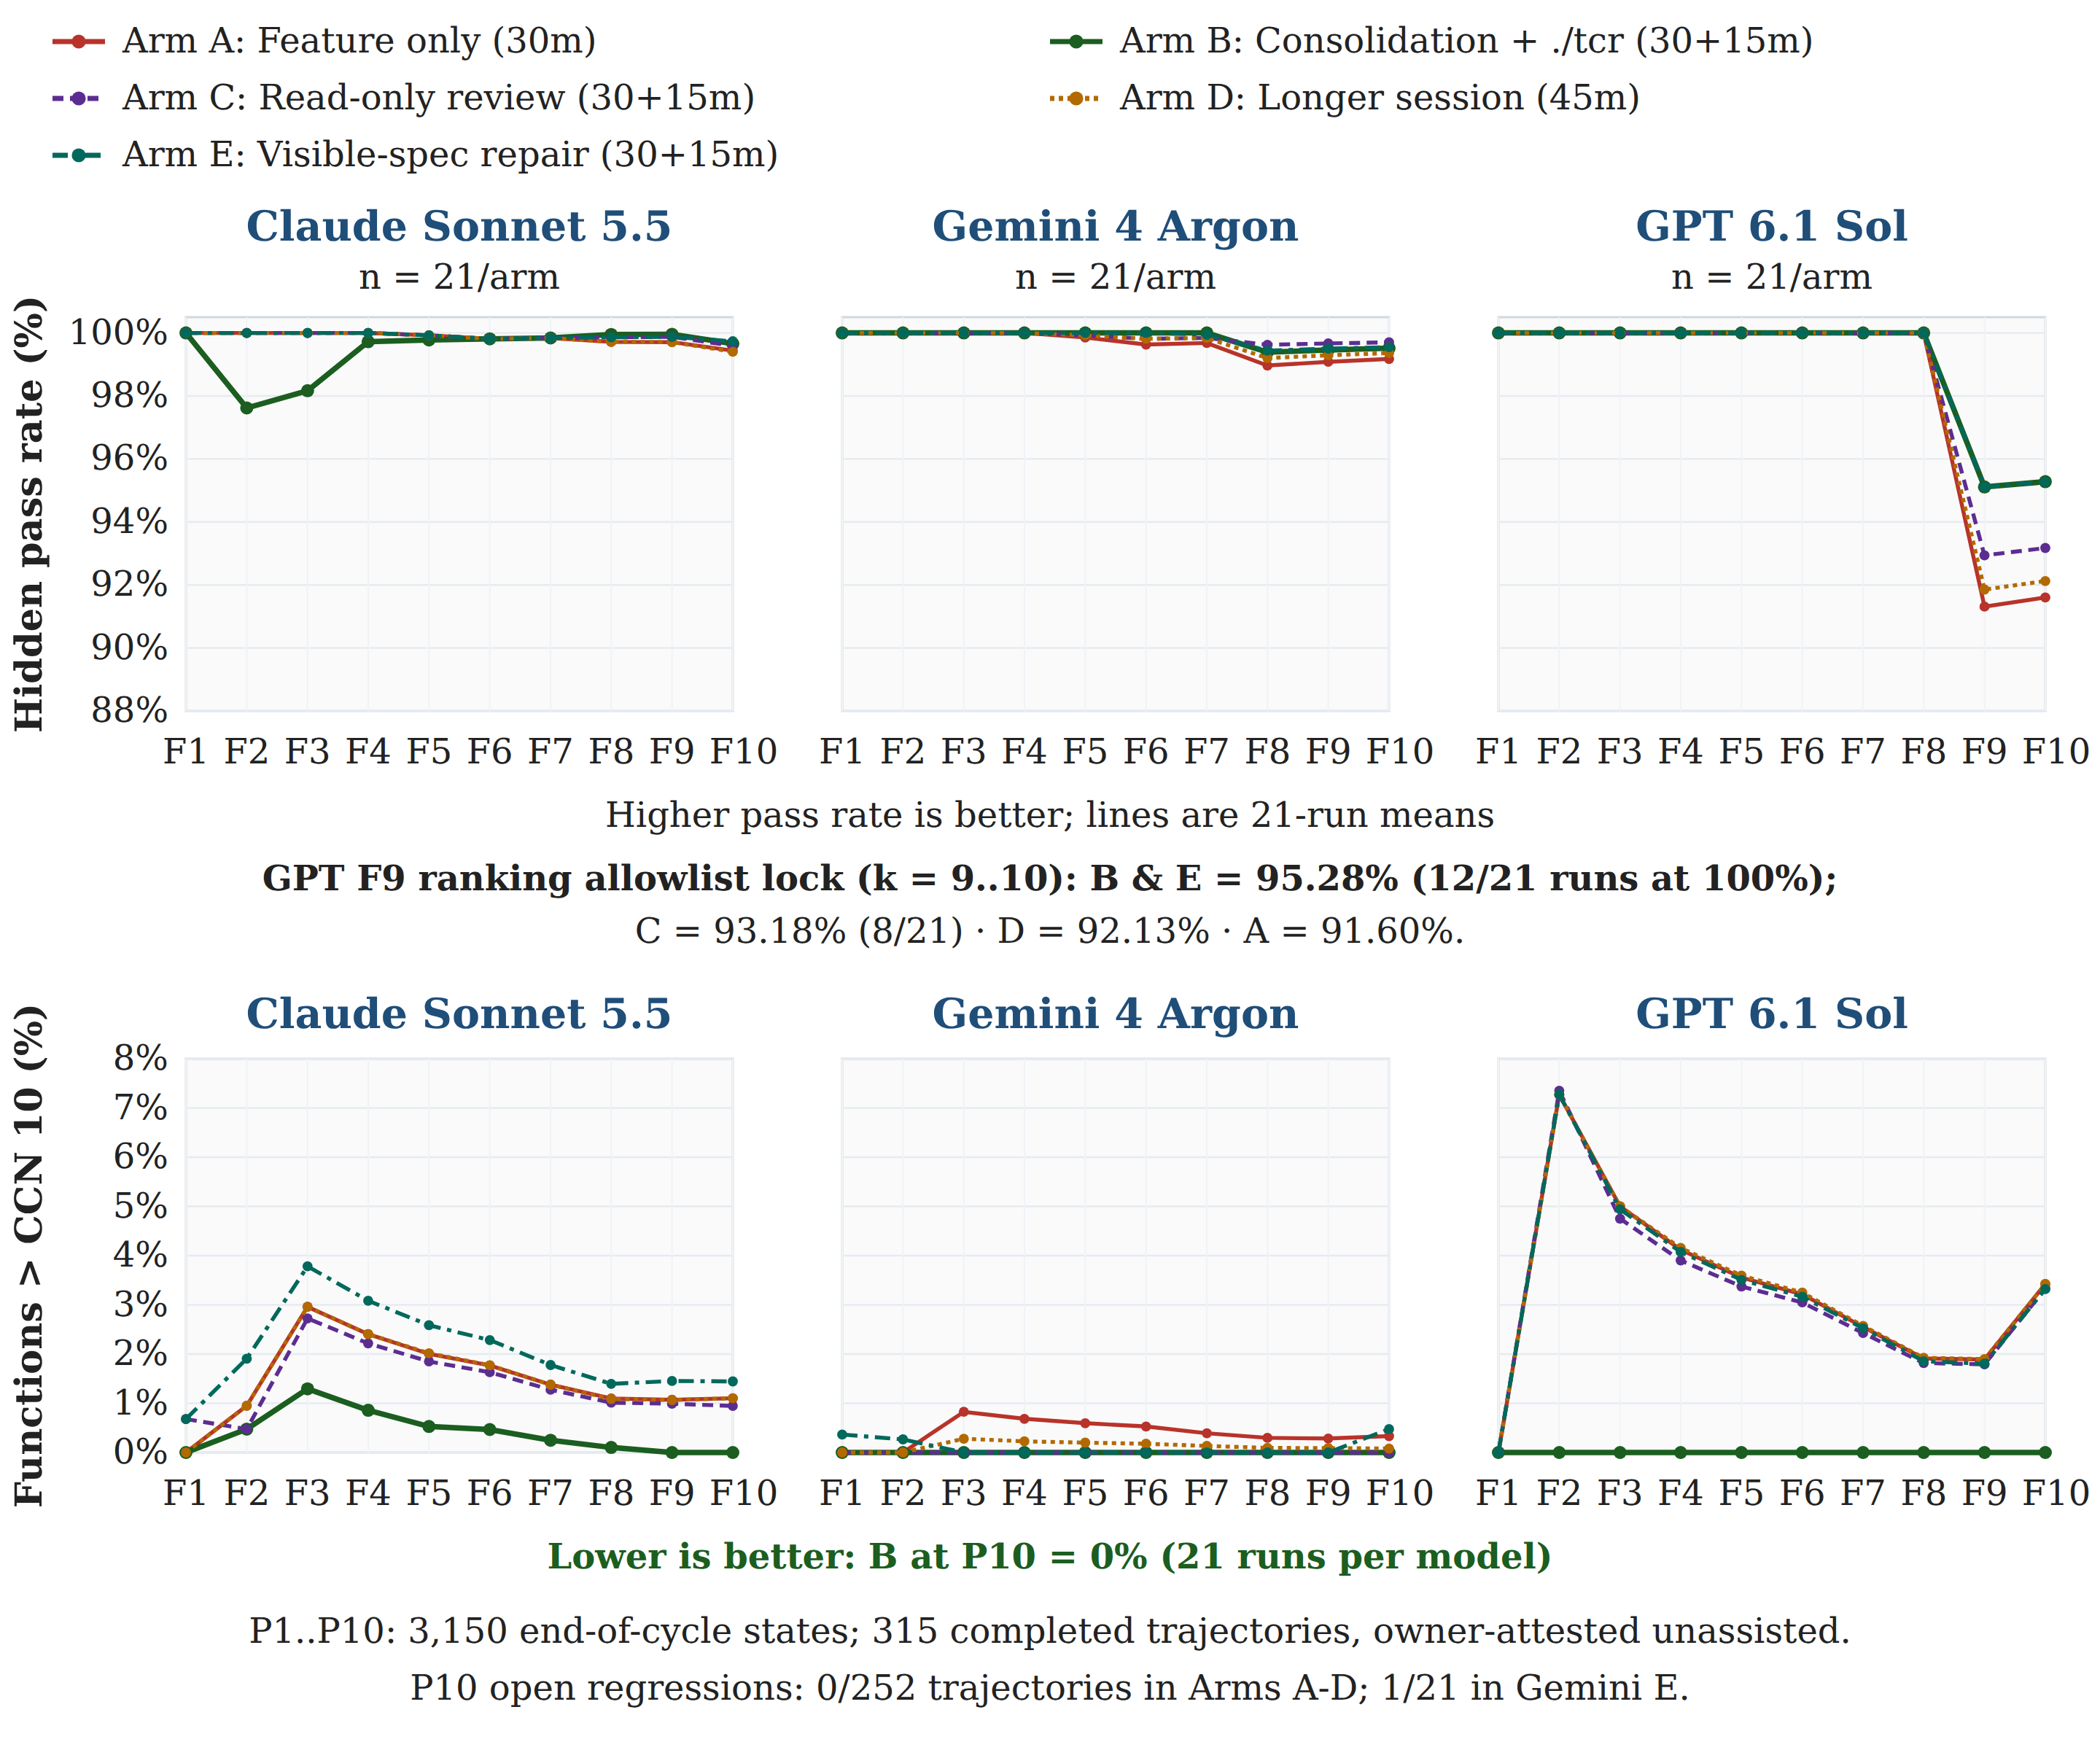 Arm A: Feature only (30m)
Arm B: Consolidation + ./tcr (30+15m)
Arm C: Read-only review (30+15m)
Arm D: Longer session (45m)
Arm E: Visible-spec repair (30+15m)
Claude Sonnet 5.5
n = 21/arm
Gemini 4 Argon
n = 21/arm
GPT 6.1 Sol
n = 21/arm
Hidden pass rate (%)
100%
98%
96%
94%
92%
90%
88%
F1 F2 F3 F4 F5 F6 F7 F8 F9 F10
F1 F2 F3 F4 F5 F6 F7 F8 F9 F10
F1 F2 F3 F4 F5 F6 F7 F8 F9 F10
Higher pass rate is better; lines are 21-run means
GPT F9 ranking allowlist lock (k = 9..10): B & E = 95.28% (12/21 runs at 100%);
C = 93.18% (8/21) · D = 92.13% · A = 91.60%.
Claude Sonnet 5.5
Gemini 4 Argon
GPT 6.1 Sol
Functions > CCN 10 (%)
8%
7%
6%
5%
4%
3%
2%
1%
0%
F1 F2 F3 F4 F5 F6 F7 F8 F9 F10
F1 F2 F3 F4 F5 F6 F7 F8 F9 F10
F1 F2 F3 F4 F5 F6 F7 F8 F9 F10
Lower is better: B at P10 = 0% (21 runs per model)
P1..P10: 3,150 end-of-cycle states; 315 completed trajectories, owner-attested unassisted.
P10 open regressions: 0/252 trajectories in Arms A-D; 1/21 in Gemini E.